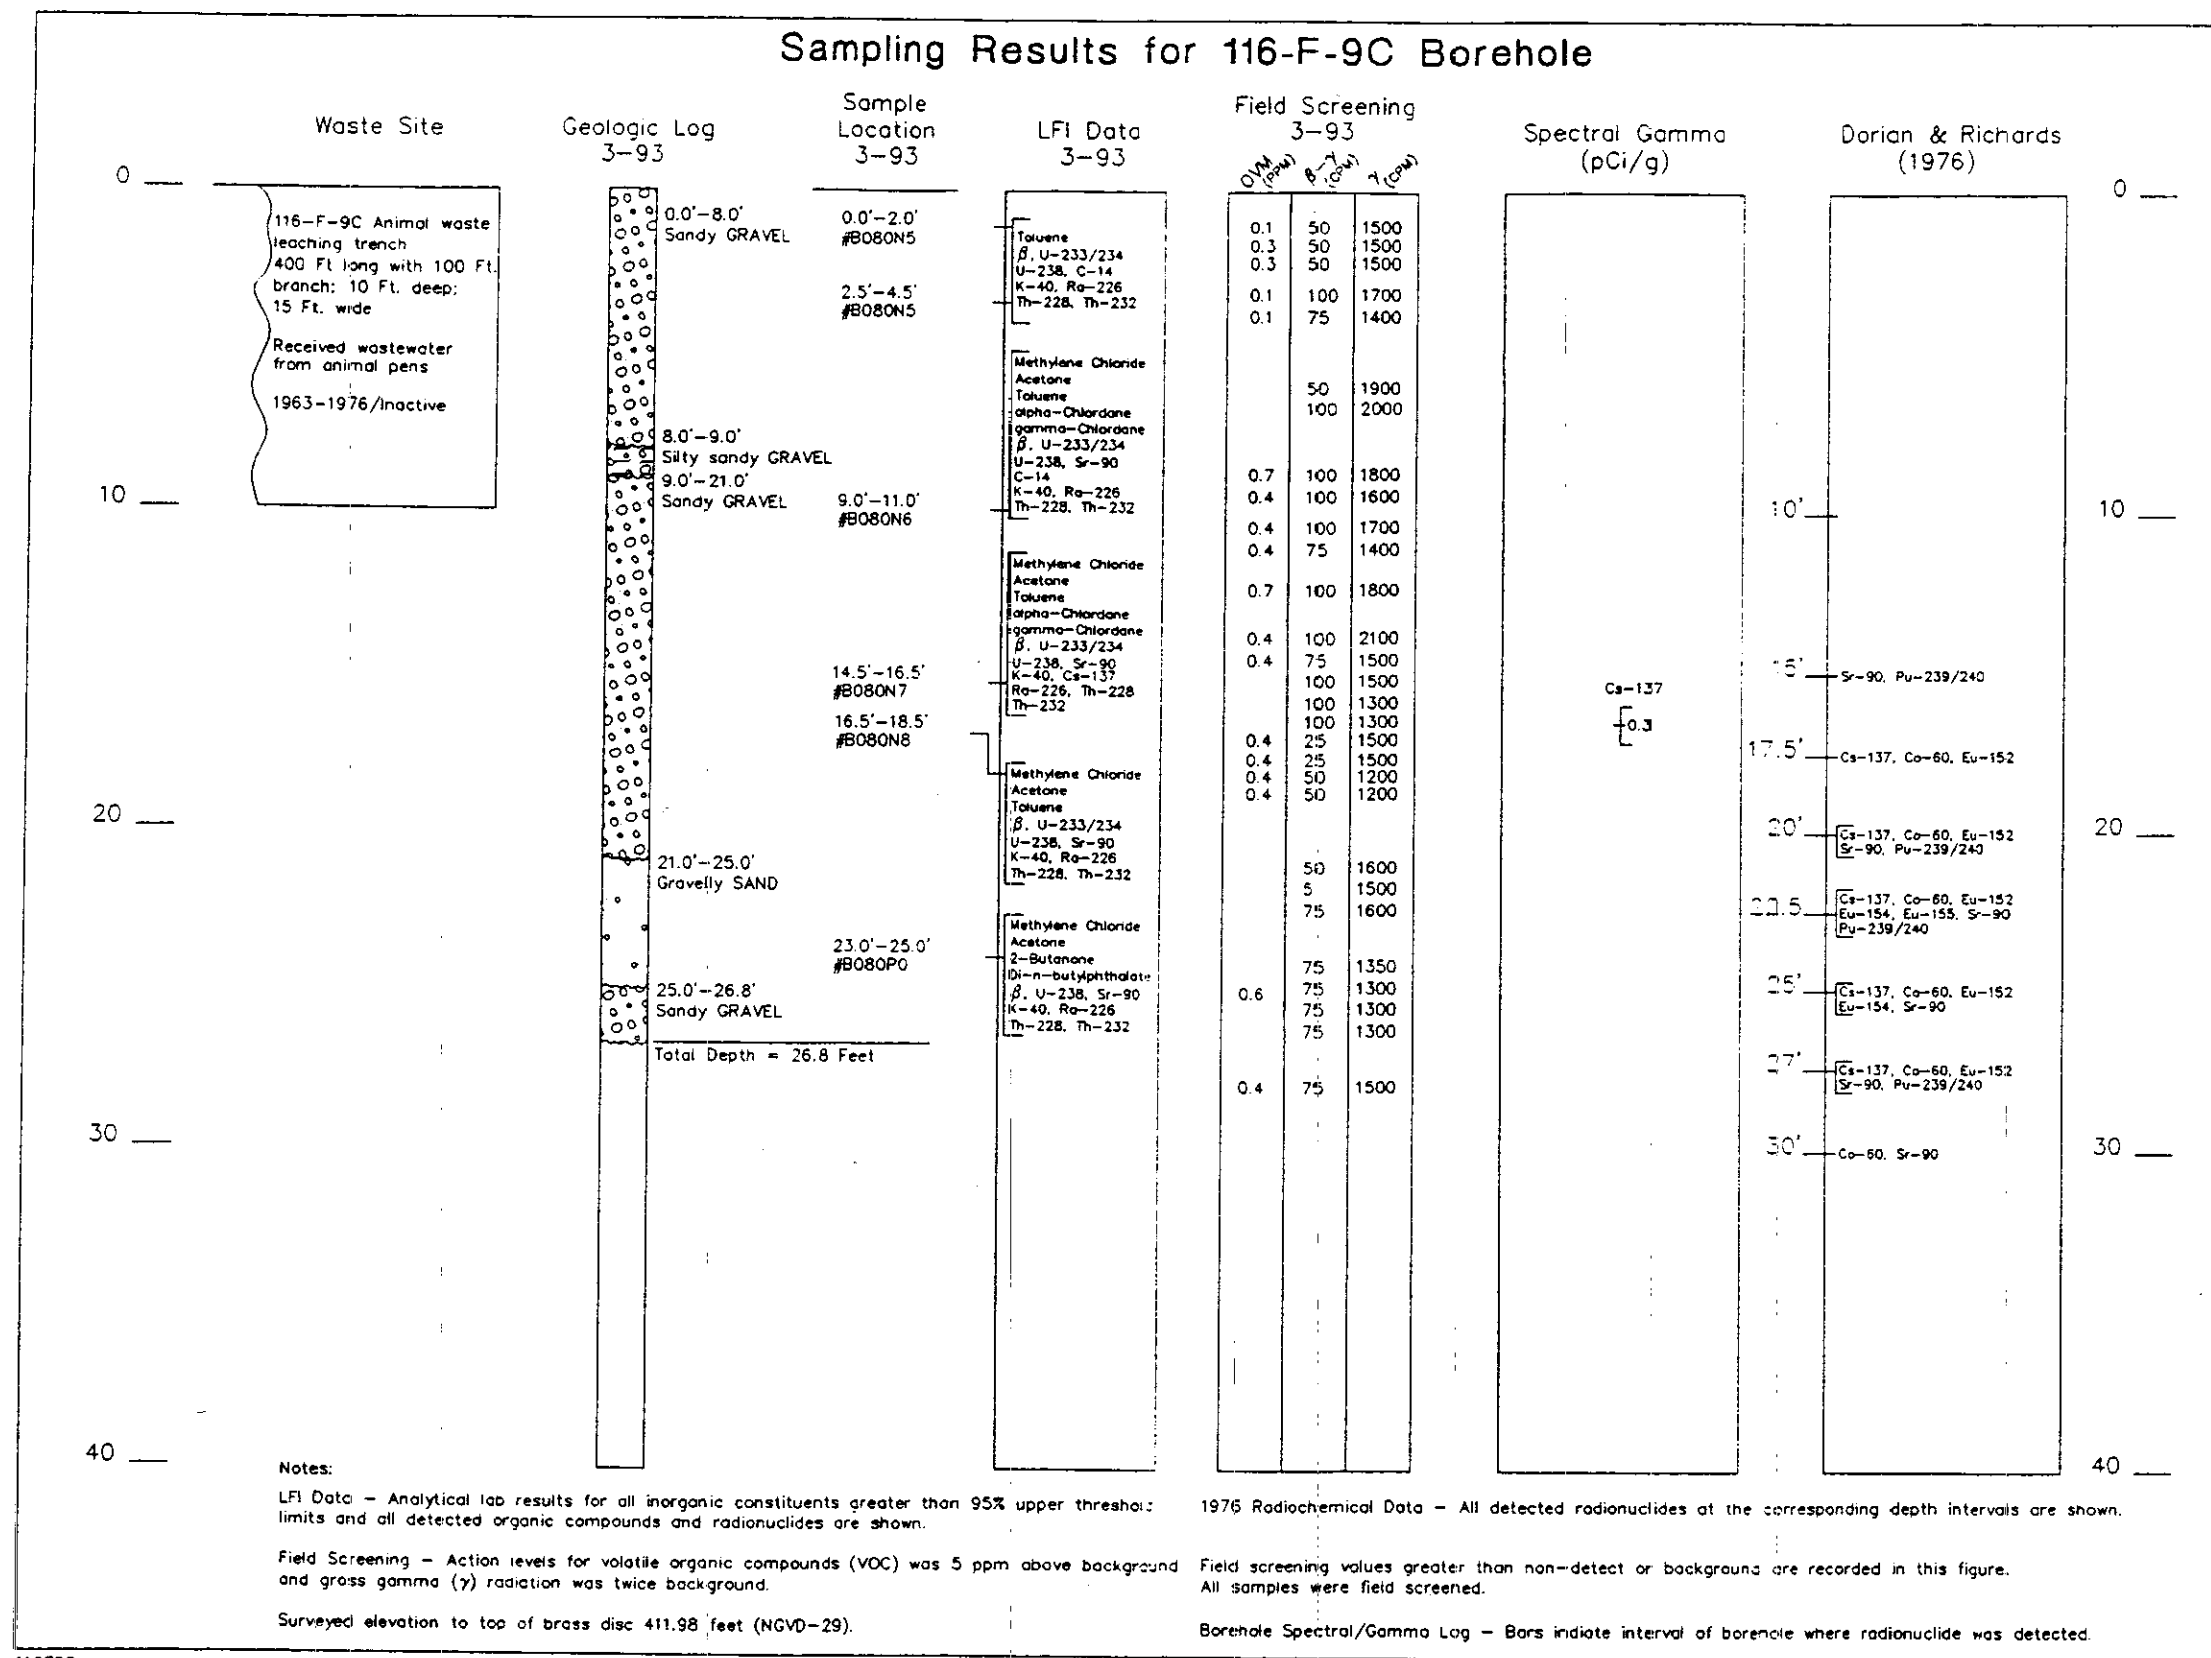 Sampling Results for 116-F-9C Borehole
Waste Site
Geologic Log
3-93
Sample
Location
3-93
LFI Data
3-93
Field Screening
3-93
OVM (PPM)
β-γ (CPM)
γ (CPM)
Spectral Gamma
(pCi/g)
Dorian & Richards
(1976)
0
10
20
30
40
116-F-9C Animal waste
leaching trench
400 Ft long with 100 Ft.
branch; 10 Ft. deep;
15 Ft. wide
Received wastewater
from animal pens
1963-1976/Inactive
0.0'-8.0'
Sandy GRAVEL
8.0'-9.0'
Silty sandy GRAVEL
9.0'-21.0'
Sandy GRAVEL
21.0'-25.0'
Gravelly SAND
25.0'-26.8'
Sandy GRAVEL
Total Depth = 26.8 Feet
0.0'-2.0'
#B080N5
2.5'-4.5'
#B080N5
9.0'-11.0'
#B080N6
14.5'-16.5'
#B080N7
16.5'-18.5'
#B080N8
23.0'-25.0'
#B080P0
Toluene
β, U-233/234
U-238, C-14
K-40, Ra-226
Th-228, Th-232
Methylene Chloride
Acetone
Toluene
alpha-Chlordane
gamma-Chlordane
β, U-233/234
U-238, Sr-90
C-14
K-40, Ra-226
Th-228, Th-232
Methylene Chloride
Acetone
Toluene
alpha-Chlordane
gamma-Chlordane
β, U-233/234
U-238, Sr-90
K-40, Cs-137
Ra-226, Th-228
Th-232
Methylene Chloride
Acetone
Toluene
β, U-233/234
U-238, Sr-90
K-40, Ra-226
Th-228, Th-232
Methylene Chloride
Acetone
2-Butanone
Di-n-butylphthalate
β, U-238, Sr-90
K-40, Ra-226
Th-228, Th-232
0.1 50 1500
0.3 50 1500
0.3 50 1500
0.1 100 1700
0.1 75 1400
50 1900
100 2000
0.7 100 1800
0.4 100 1600
0.4 100 1700
0.4 75 1400
0.7 100 1800
0.4 100 2100
0.4 75 1500
100 1500
100 1300
100 1300
0.4 25 1500
0.4 25 1500
0.4 50 1200
0.4 50 1200
50 1600
5 1500
75 1600
75 1350
0.6 75 1300
75 1300
75 1300
0.4 75 1500
Cs-137
0.3
10'
15' Sr-90, Pu-239/240
17.5' Cs-137, Co-60, Eu-152
20' Cs-137, Co-60, Eu-152
Sr-90, Pu-239/240
22.5 Cs-137, Co-60, Eu-152
Eu-154, Eu-155, Sr-90
Pu-239/240
25' Cs-137, Co-60, Eu-152
Eu-154, Sr-90
27' Cs-137, Co-60, Eu-152
Sr-90, Pu-239/240
30' Co-60, Sr-90
0
10
20
30
40
Notes:
LFI Data - Analytical lab results for all inorganic constituents greater than 95% upper threshold
limits and all detected organic compounds and radionuclides are shown.
Field Screening - Action levels for volatile organic compounds (VOC) was 5 ppm above background
and gross gamma (γ) radiation was twice background.
Surveyed elevation to top of brass disc 411.98 feet (NGVD-29).
1976 Radiochemical Data - All detected radionuclides at the corresponding depth intervals are shown.
Field screening values greater than non-detect or background are recorded in this figure.
All samples were field screened.
Borehole Spectral/Gamma Log - Bars indiate interval of borehole where radionuclide was detected.